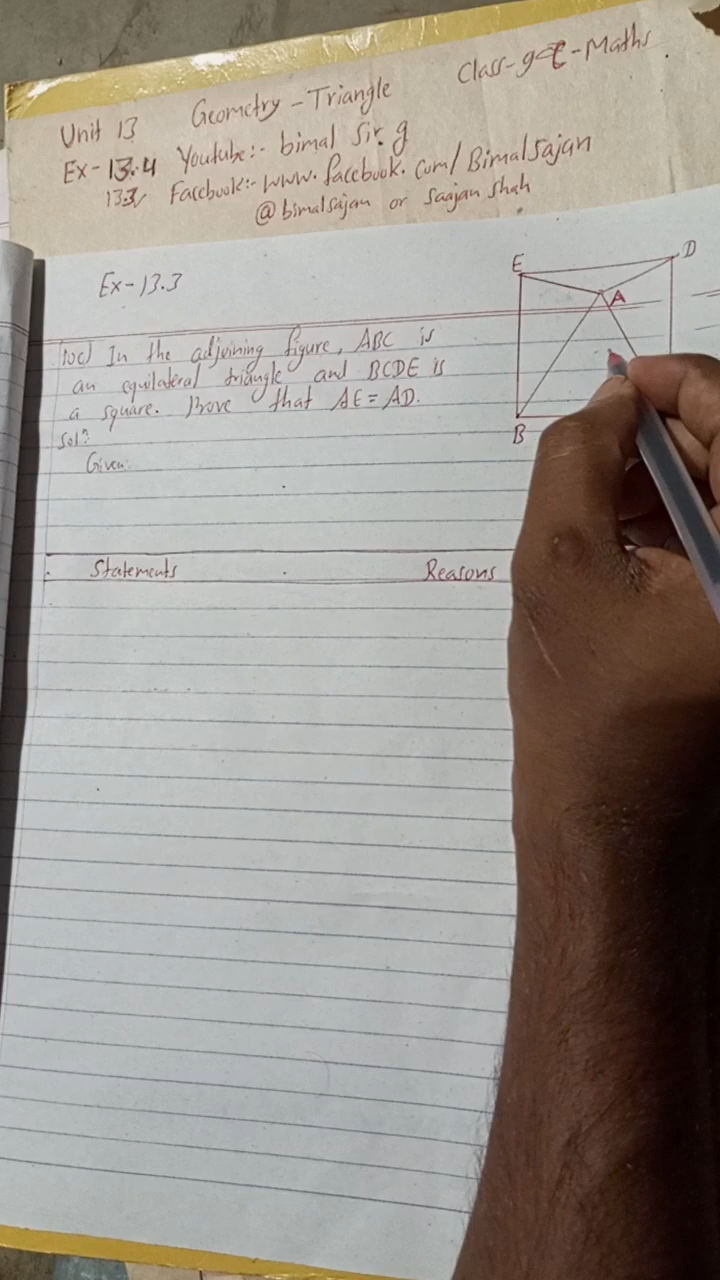 Unit 13 Geometry - Triangle Class-9 - Maths
Ex- 13.4 Youtube:- bimal sir g
13.3 Facebook:- www.facebook.com/Bimalsajan
@bimalsajan or Saajan Shah
Ex- 13.3
10c) In the adjoining figure, ABC is
an equilateral triangle and BCDE is
a square. Prove that AE = AD.
Sol?
Given:
Statements Reasons
E D
A
B